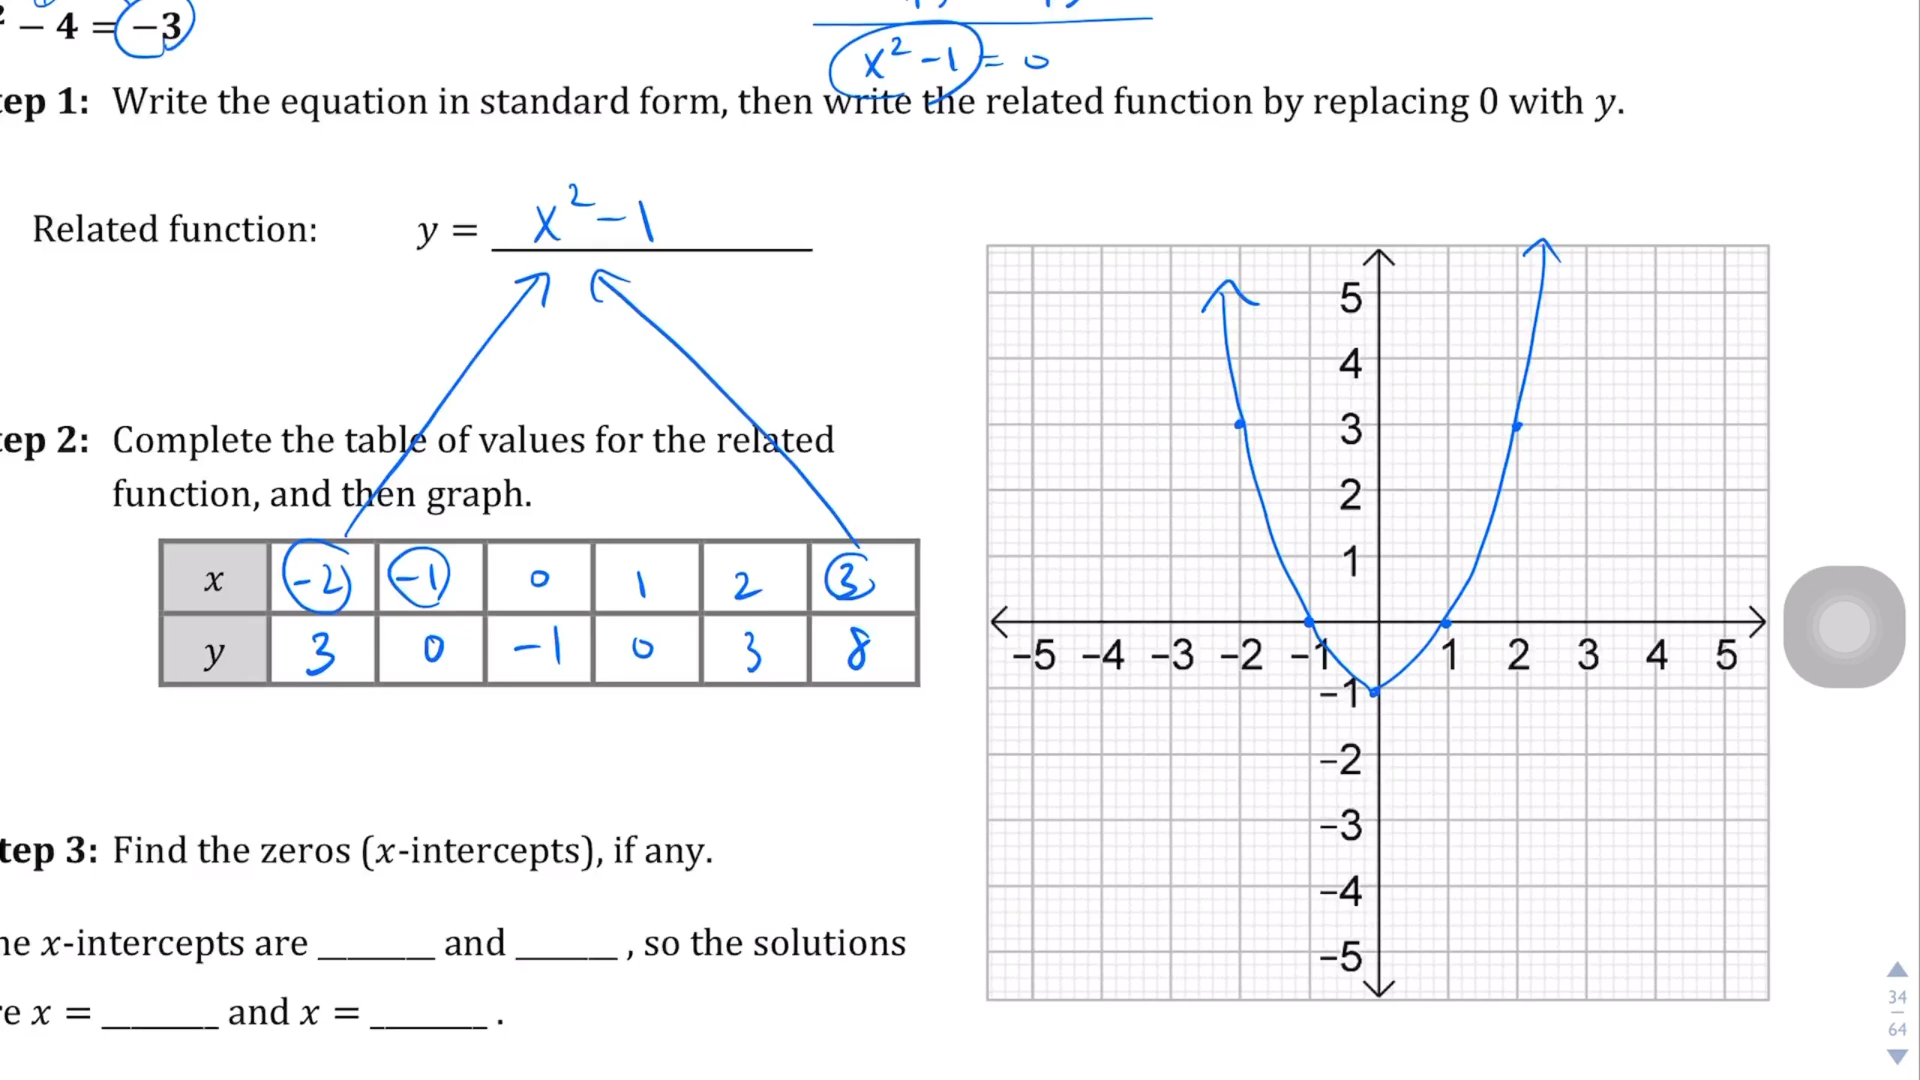 ² − 4 = −3
x² −1 = 0
tep 1: Write the equation in standard form, then write the related function by replacing 0 with y.
Related function: y = x² −1
tep 2: Complete the table of values for the related
function, and then graph.
x -2 -1 0 1 2 3
y 3 0 -1 0 3 8
tep 3: Find the zeros (x-intercepts), if any.
he x-intercepts are ______ and ______ , so the solutions
re x = ______ and x = ______ .
5
4
3
2
1
−5 −4 −3 −2 −1 1 2 3 4 5
−1
−2
−3
−4
−5
34
64